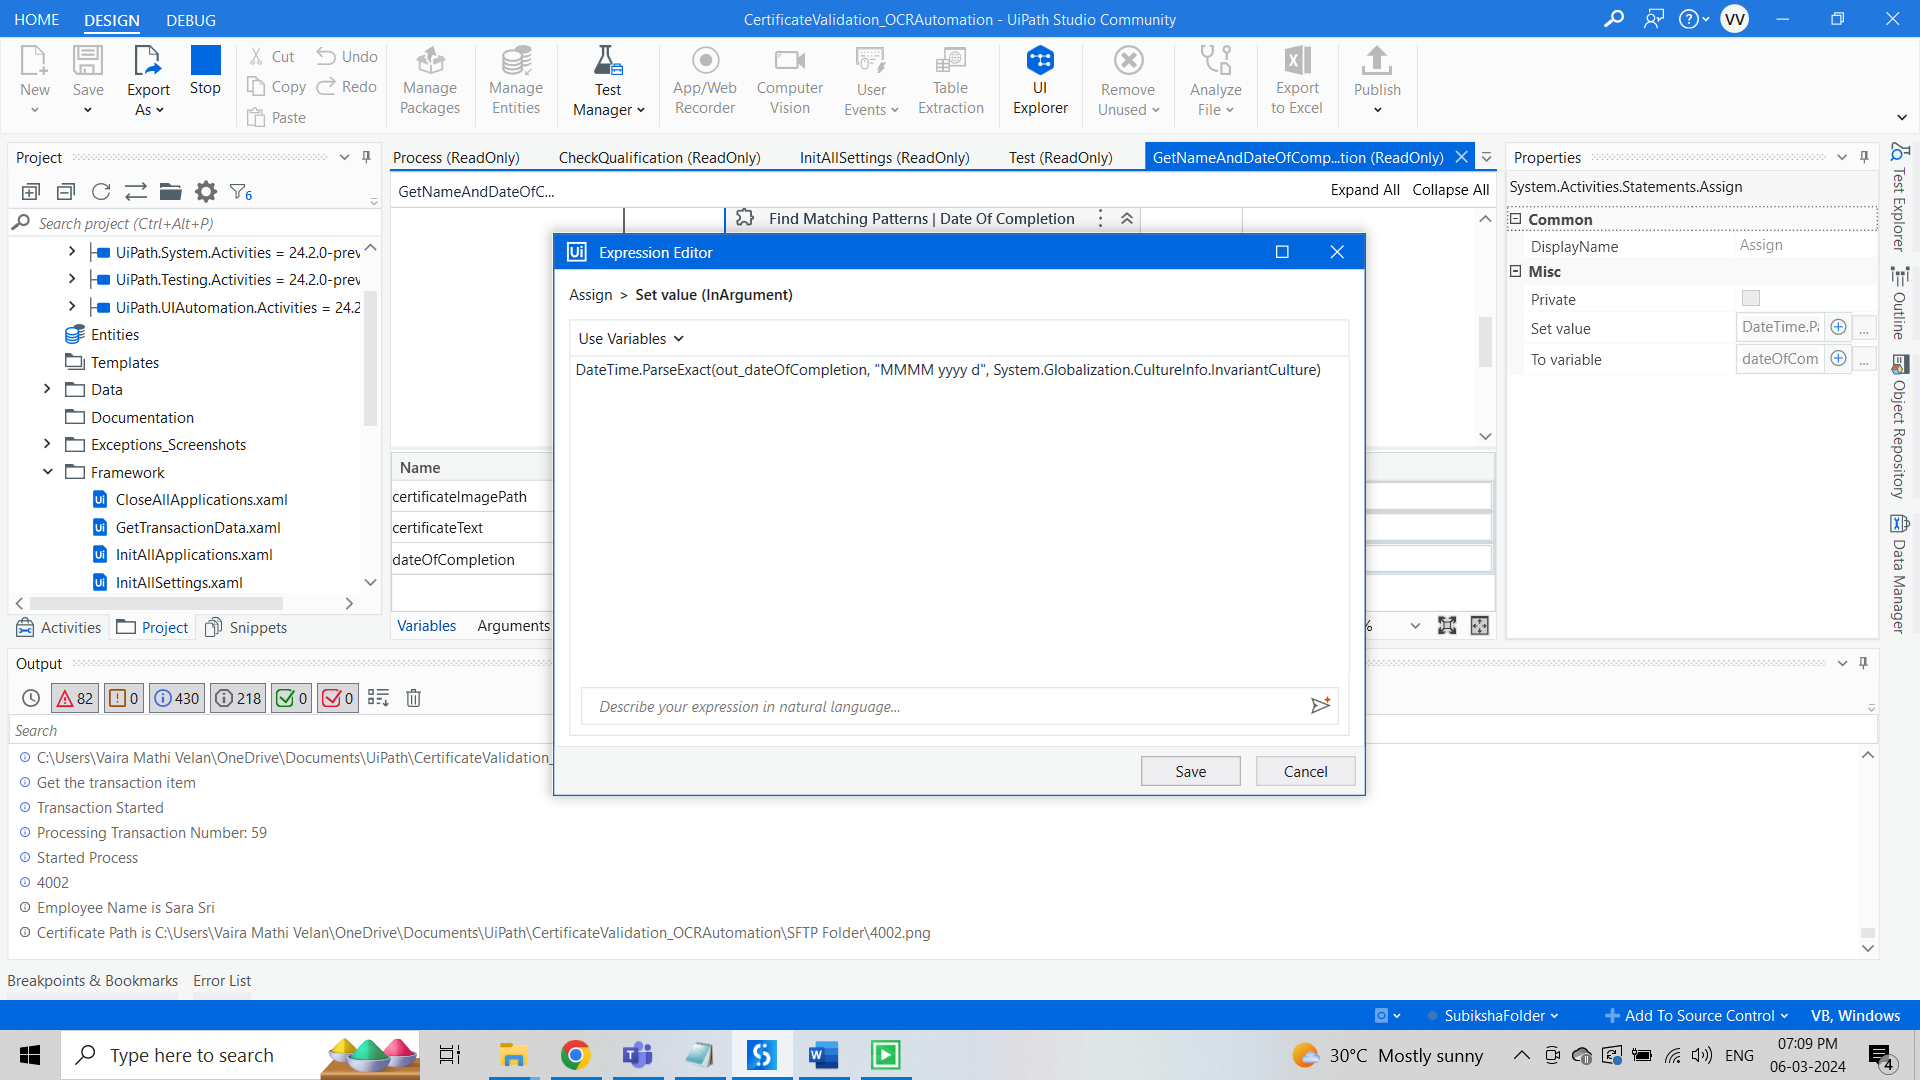 HOME DESIGN DEBUG
CertificateValidation_OCRAutomation - UiPath Studio Community
VV
New
Save
Export As
Stop
Cut
Copy
Paste
Undo
Redo
Manage Packages
Manage Entities
Test Manager
App/Web Recorder
Computer Vision
User Events
Table Extraction
UI Explorer
Remove Unused
Analyze File
Export to Excel
Publish
Project
6
Search project (Ctrl+Alt+P)
UiPath.System.Activities = 24.2.0-prev
UiPath.Testing.Activities = 24.2.0-prev
UiPath.UIAutomation.Activities = 24.2
Entities
Templates
Data
Documentation
Exceptions_Screenshots
Framework
CloseAllApplications.xaml
GetTransactionData.xaml
InitAllApplications.xaml
InitAllSettings.xaml
Activities Project Snippets
Process (ReadOnly) CheckQualification (ReadOnly) InitAllSettings (ReadOnly) Test (ReadOnly) GetNameAndDateOfComp...tion (ReadOnly)
GetNameAndDateOfC...
Expand All Collapse All
Find Matching Patterns | Date Of Completion
Name
certificateImagePath
certificateText
dateOfCompletion
Variables Arguments
%
Ui Expression Editor
Assign > Set value (InArgument)
Use Variables
DateTime.ParseExact(out_dateOfCompletion, "MMMM yyyy d", System.Globalization.CultureInfo.InvariantCulture)
Describe your expression in natural language...
Save Cancel
Properties
System.Activities.Statements.Assign
Common
DisplayName Assign
Misc
Private
Set value DateTime.Pa ...
To variable dateOfCom ...
Test Explorer
Outline
Object Repository
Data Manager
Output
82 0 430 218 0 0
Search
C:\Users\Vaira Mathi Velan\OneDrive\Documents\UiPath\CertificateValidation_
Get the transaction item
Transaction Started
Processing Transaction Number: 59
Started Process
4002
Employee Name is Sara Sri
Certificate Path is C:\Users\Vaira Mathi Velan\OneDrive\Documents\UiPath\CertificateValidation_OCRAutomation\SFTP Folder\4002.png
Breakpoints & Bookmarks Error List
SubikshaFolder Add To Source Control VB, Windows
Type here to search
30°C Mostly sunny
ENG
07:09 PM
06-03-2024
4